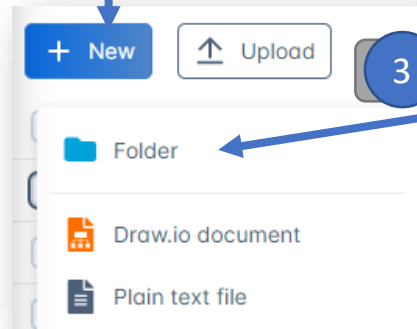 + New
Upload
3
Folder
Draw.io document
Plain text file